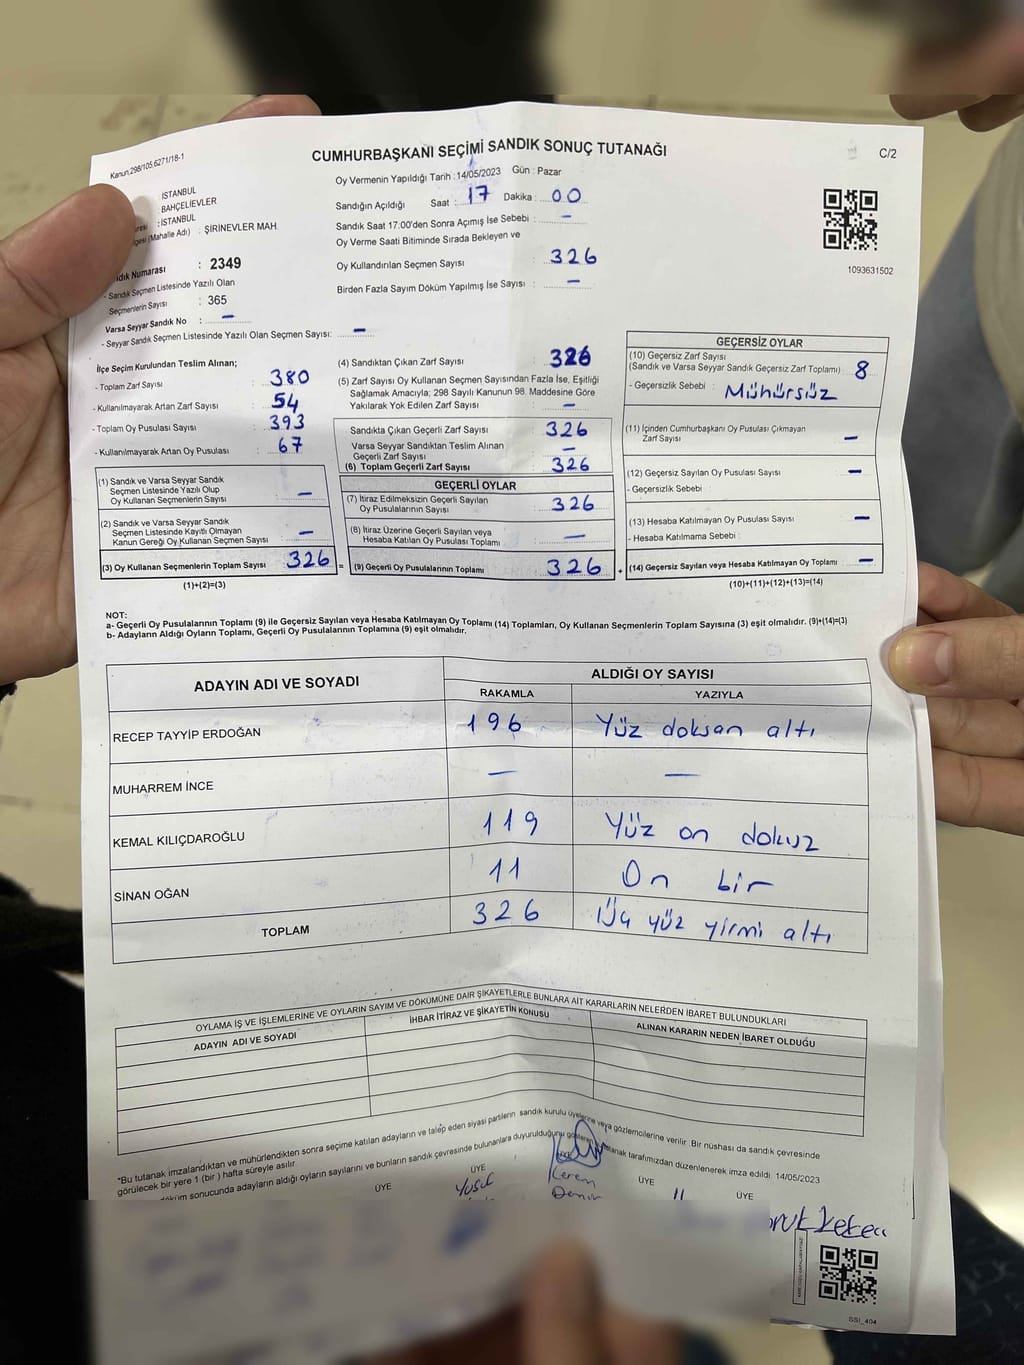 Kanun,298/105,6271/18-1
CUMHURBAŞKANI SEÇİMİ SANDIK SONUÇ TUTANAĞI
C/2
İSTANBUL
BAHÇELİEVLER
: İSTANBUL
(Mahalle Adı) : ŞİRİNEVLER MAH.
Numarası : 2349
- Sandık Seçmen Listesinde Yazılı Olan
Seçmenlerin Sayısı : 365
Varsa Seyyar Sandık No : –
- Seyyar Sandık Seçmen Listesinde Yazılı Olan Seçmen Sayısı: –
Oy Vermenin Yapıldığı Tarih : 14/05/2023 Gün : Pazar
Sandığın Açıldığı Saat : 17 Dakika : 00
Sandık Saat 17.00'den Sonra Açımış İse Sebebi : –
Oy Verme Saati Bitiminde Sırada Bekleyen ve
Oy Kullandırılan Seçmen Sayısı : 326
Birden Fazla Sayım Döküm Yapılmış İse Sayısı : –
1093631502
İlçe Seçim Kurulundan Teslim Alınan;
- Toplam Zarf Sayısı : 380
- Kullanılmayarak Artan Zarf Sayısı : 54
- Toplam Oy Pusulası Sayısı : 393
- Kullanılmayarak Artan Oy Pusulası : 67
(1) Sandık ve Varsa Seyyar Sandık
Seçmen Listesinde Yazılı Olup
Oy Kullanan Seçmenlerin Sayısı : –
(2) Sandık ve Varsa Seyyar Sandık
Seçmen Listesinde Kayıtlı Olmayan
Kanun Gereği Oy Kullanan Seçmen Sayısı : –
(3) Oy Kullanan Seçmenlerin Toplam Sayısı 326
(1)+(2)=(3)
(4) Sandıktan Çıkan Zarf Sayısı : 326
(5) Zarf Sayısı Oy Kullanan Seçmen Sayısından Fazla İse, Eşitliği
Sağlamak Amacıyla; 298 Sayılı Kanunun 98. Maddesine Göre
Yakılarak Yok Edilen Zarf Sayısı : –
Sandıkta Çıkan Geçerli Zarf Sayısı : 326
Varsa Seyyar Sandıktan Teslim Alınan
Geçerli Zarf Sayısı : –
(6) Toplam Geçerli Zarf Sayısı : 326
GEÇERLİ OYLAR
(7) İtiraz Edilmeksizin Geçerli Sayılan
Oy Pusulalarının Sayısı : 326
(8) İtiraz Üzerine Geçerli Sayılan veya
Hesaba Katılan Oy Pusulası Toplamı : –
= (9) Geçerli Oy Pusulalarının Toplamı 326 +
GEÇERSİZ OYLAR
(10) Geçersiz Zarf Sayısı
(Sandık ve Varsa Seyyar Sandık Geçersiz Zarf Toplamı) : 8
- Geçersizlik Sebebi : Mühürsüz
(11) İçinden Cumhurbaşkanı Oy Pusulası Çıkmayan
Zarf Sayısı –
(12) Geçersiz Sayılan Oy Pusulası Sayısı –
- Geçersizlik Sebebi :
(13) Hesaba Katılmayan Oy Pusulası Sayısı –
- Hesaba Katılmama Sebebi :
(14) Geçersiz Sayılan veya Hesaba Katılmayan Oy Toplamı –
(10)+(11)+(12)+(13)=(14)
NOT:
a- Geçerli Oy Pusulalarının Toplamı (9) ile Geçersiz Sayılan veya Hesaba Katılmayan Oy Toplamı (14) Toplamları, Oy Kullanan Seçmenlerin Toplam Sayısına (3) eşit olmalıdır. (9)+(14)=(3)
b- Adayların Aldığı Oyların Toplamı, Geçerli Oy Pusulalarının Toplamına (9) eşit olmalıdır.
ADAYIN ADI VE SOYADI ALDIĞI OY SAYISI
RAKAMLA YAZIYLA
RECEP TAYYİP ERDOĞAN 196 Yüz doksan altı
MUHARREM İNCE – –
KEMAL KILIÇDAROĞLU 119 Yüz on dokuz
SİNAN OĞAN 11 On bir
TOPLAM 326 Üç yüz yirmi altı
OYLAMA İŞ VE İŞLEMLERİNE VE OYLARIN SAYIM VE DÖKÜMÜNE DAİR ŞİKAYETLERLE BUNLARA AİT KARARLARIN NELERDEN İBARET BULUNDUKLARI
ADAYIN ADI VE SOYADI İHBAR İTİRAZ VE ŞİKAYETİN KONUSU ALINAN KARARIN NEDEN İBARET OLDUĞU
"Bu tutanak imzalandıktan ve mühürlendikten sonra seçime katılan adayların ve talep eden siyasi partilerin sandık kurulu üyelerine veya gözlemcilerine verilir. Bir nüshası da sandık çevresinde
görülecek bir yere 1 (bir) hafta süreyle asılır.
döküm sonucunda adayların aldığı oyların sayılarını ve bunların sandık çevresinde bulunanlara duyurulduğunu tutanak tarafımızdan düzenlenerek imza edildi. 14/05/2023
ÜYE ÜYE ÜYE ÜYE
Yusuf Kerem
Demir
SSI_404